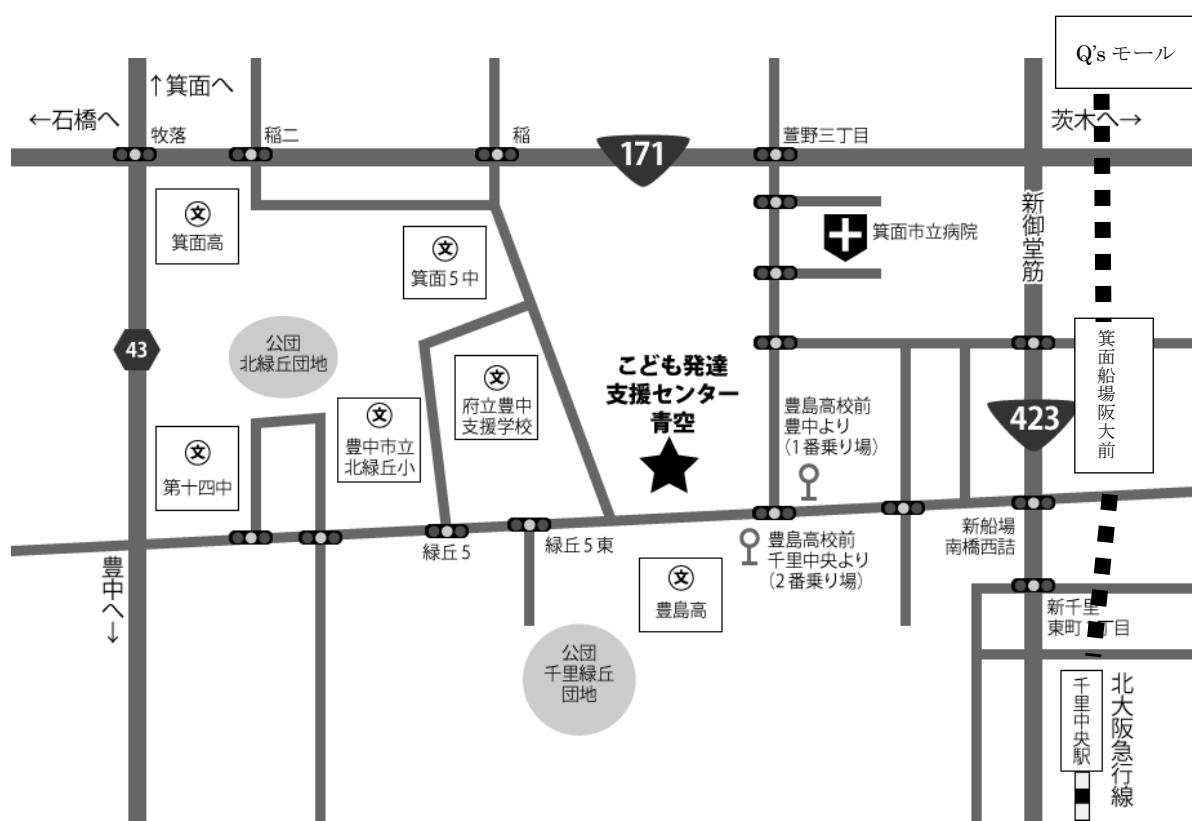 Q'sモール
↑箕面へ
←石橋へ
茨木へ→
牧落
稲二
稲
171
萱野三丁目
箕面高
箕面5中
箕面市立病院
新御堂筋
43
公団
北緑丘団地
府立豊中
支援学校
こども発達
支援センター
青空
豊島高校前
豊中より
(1番乗り場)
423
箕面船場阪大前
第十四中
豊中市立
北緑丘小
緑丘5
緑丘5東
豊島高校前
千里中央より
(2番乗り場)
新船場
南橋西詰
豊中へ→
豊島高
新千里
東町 丁目
公団
千里緑丘
団地
千里中央駅
北大阪急行線